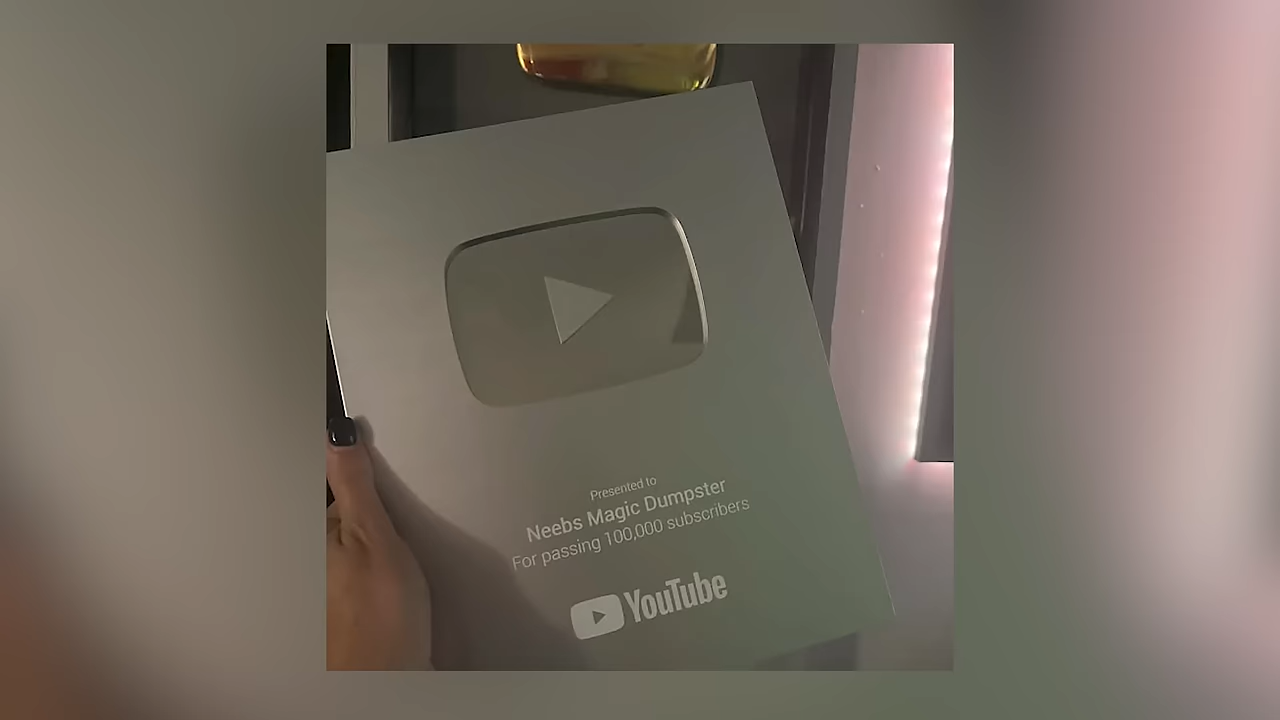 Presented to
Neebs Magic Dumpster
For passing 100,000 subscribers
YouTube